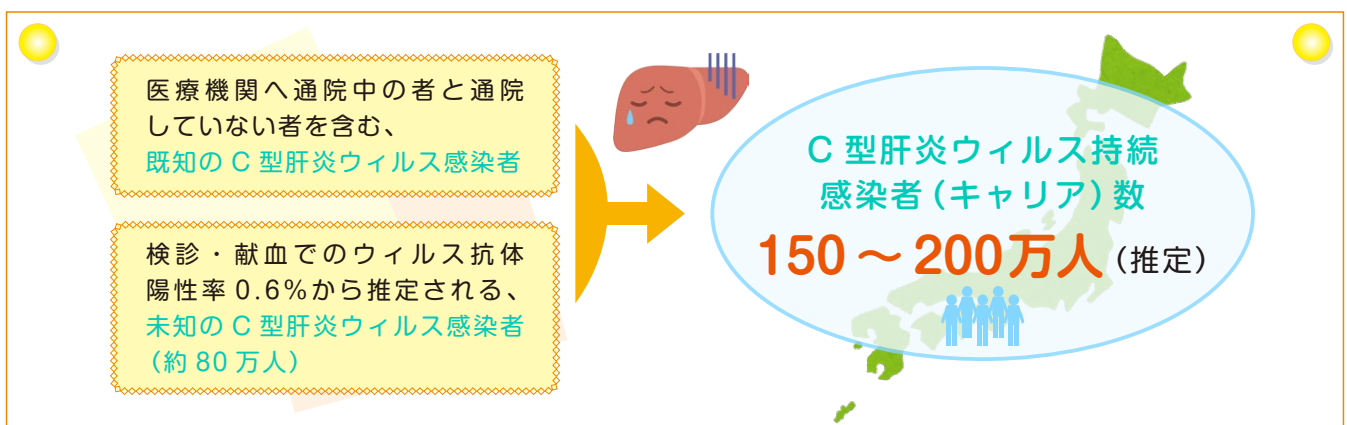 医療機関へ通院中の者と通院
していない者を含む、
既知の C 型肝炎ウィルス感染者
検診・献血でのウィルス抗体
陽性率 0.6%から推定される、
未知の C 型肝炎ウィルス感染者
（約 80 万人）
C 型肝炎ウィルス持続
感染者（キャリア）数
150 〜 200万人（推定）